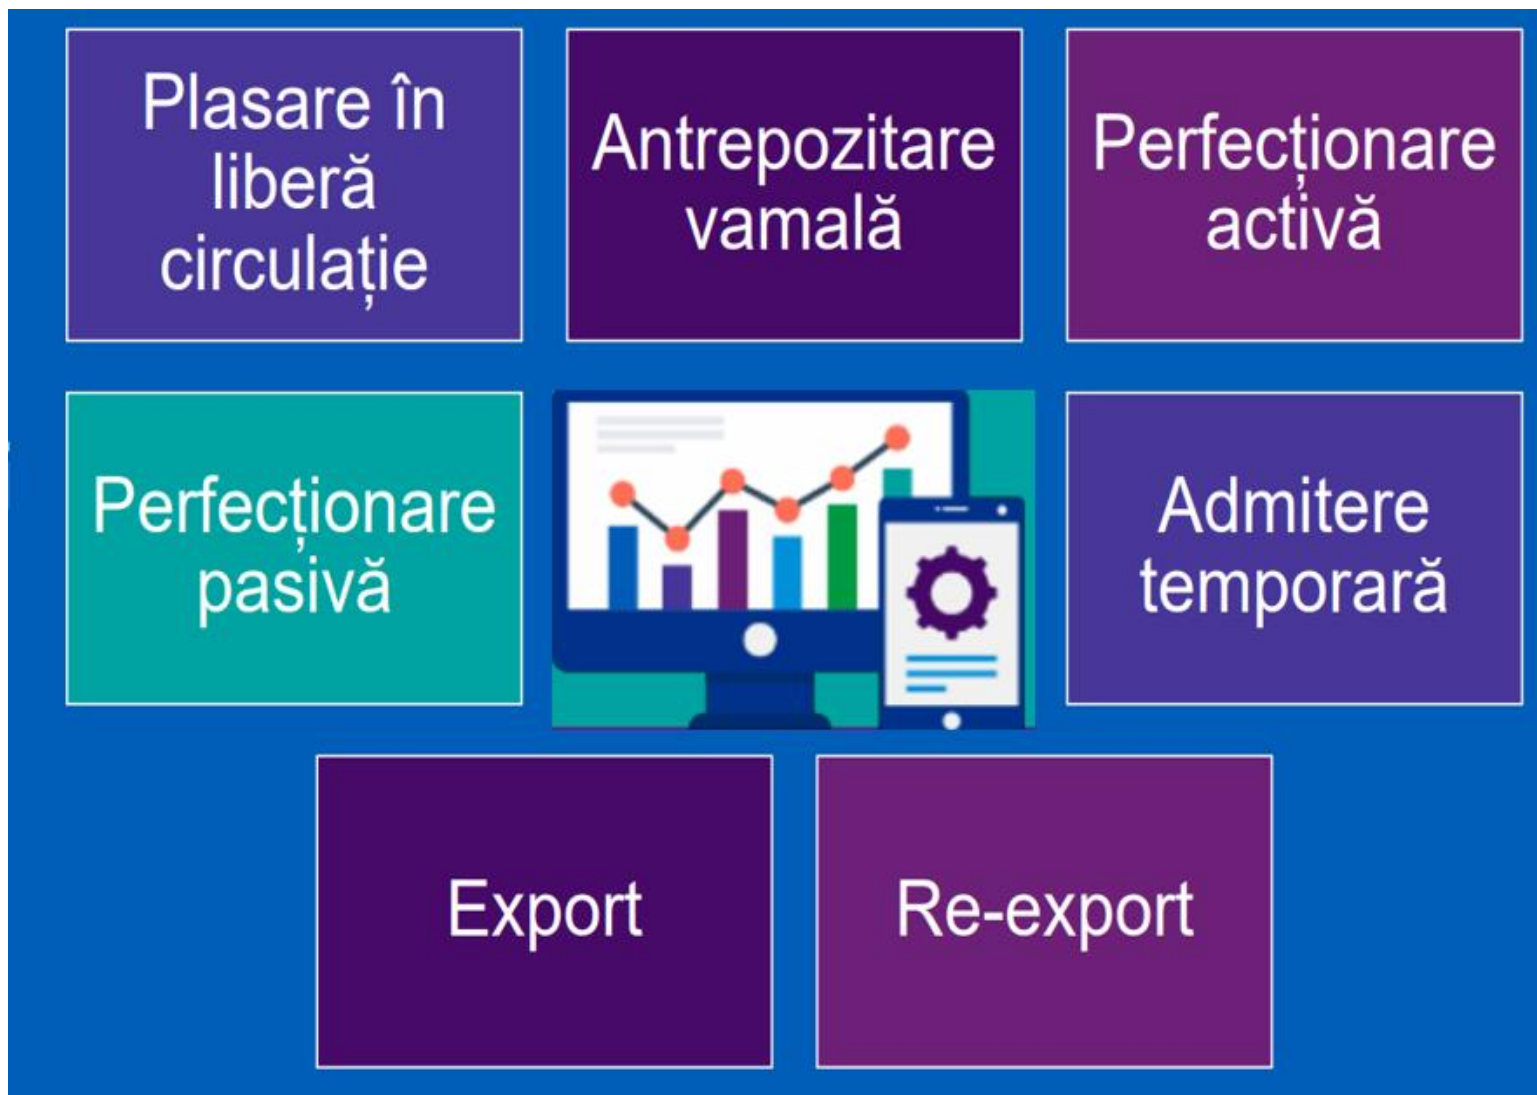 Plasare în
liberă
circulație
Antrepozitare
vamală
Perfecționare
activă
Perfecționare
pasivă
Admitere
temporară
Export
Re-export